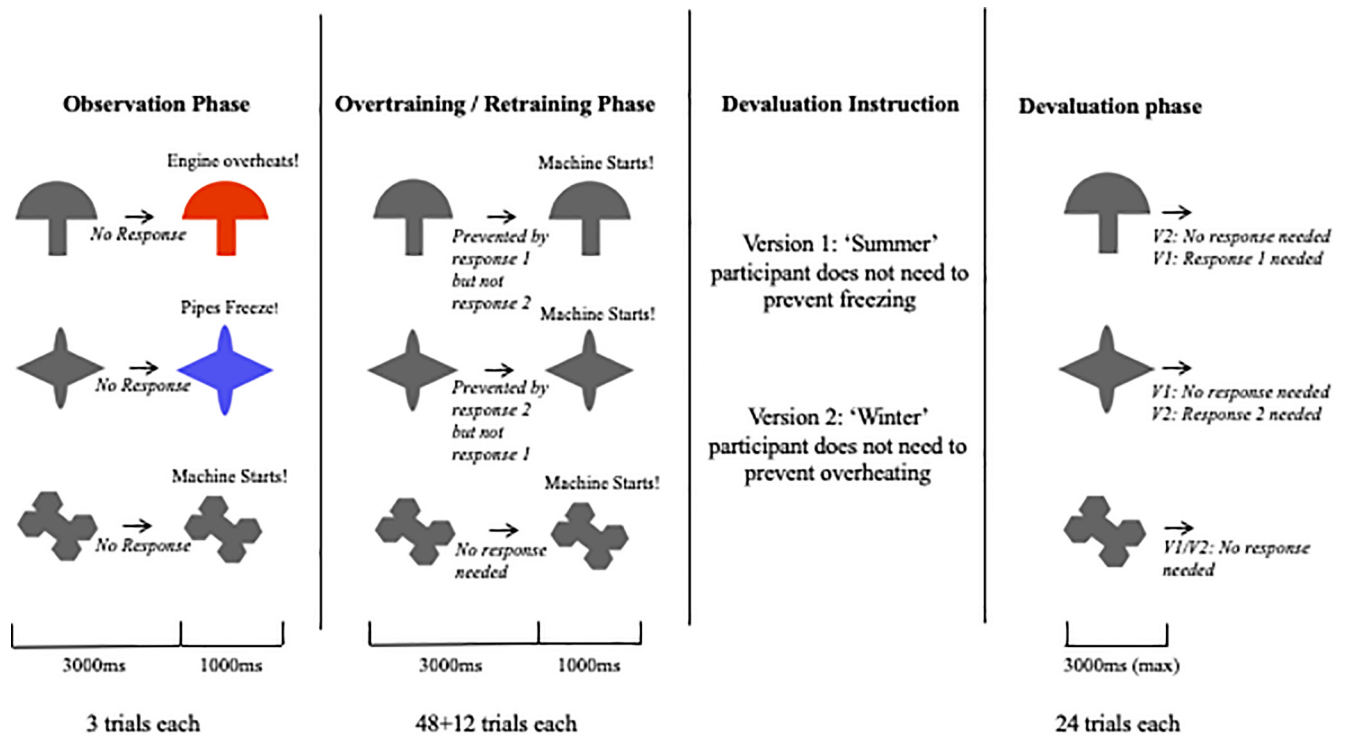 Observation Phase
Engine overheats!
No Response
Pipes Freeze!
No Response
Machine Starts!
No Response
3000ms
1000ms
3 trials each
Overtraining / Retraining Phase
Machine Starts!
Prevented by
response 1
but not
response 2
Machine Starts!
Prevented by
response 2
but not
response 1
Machine Starts!
No response
needed
3000ms
1000ms
48+12 trials each
Devaluation Instruction
Version 1: ‘Summer’
participant does not need to
prevent freezing
Version 2: ‘Winter’
participant does not need to
prevent overheating
Devaluation phase
V2: No response needed
V1: Response 1 needed
V1: No response needed
V2: Response 2 needed
V1/V2: No response
needed
3000ms (max)
24 trials each